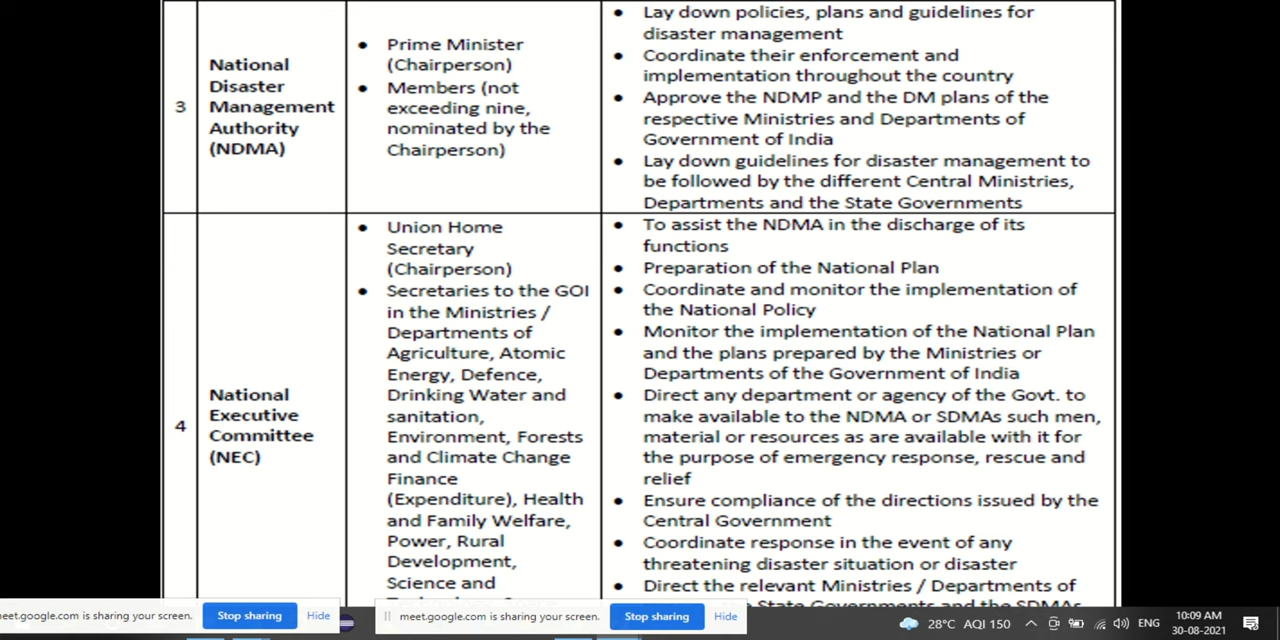 3
National
Disaster
Management
Authority
(NDMA)
• Prime Minister
(Chairperson)
• Members (not
exceeding nine,
nominated by the
Chairperson)
• Lay down policies, plans and guidelines for
disaster management
• Coordinate their enforcement and
implementation throughout the country
• Approve the NDMP and the DM plans of the
respective Ministries and Departments of
Government of India
• Lay down guidelines for disaster management to
be followed by the different Central Ministries,
Departments and the State Governments
4
National
Executive
Committee
(NEC)
• Union Home
Secretary
(Chairperson)
• Secretaries to the GOI
in the Ministries /
Departments of
Agriculture, Atomic
Energy, Defence,
Drinking Water and
sanitation,
Environment, Forests
and Climate Change
Finance
(Expenditure), Health
and Family Welfare,
Power, Rural
Development,
Science and
• To assist the NDMA in the discharge of its
functions
• Preparation of the National Plan
• Coordinate and monitor the implementation of
the National Policy
• Monitor the implementation of the National Plan
and the plans prepared by the Ministries or
Departments of the Government of India
• Direct any department or agency of the Govt. to
make available to the NDMA or SDMAs such men,
material or resources as are available with it for
the purpose of emergency response, rescue and
relief
• Ensure compliance of the directions issued by the
Central Government
• Coordinate response in the event of any
threatening disaster situation or disaster
• Direct the relevant Ministries / Departments of
State Governments and the SDMAs
meet.google.com is sharing your screen. Stop sharing Hide
meet.google.com is sharing your screen. Stop sharing Hide
28°C AQI 150 ENG
10:09 AM
30-08-2021